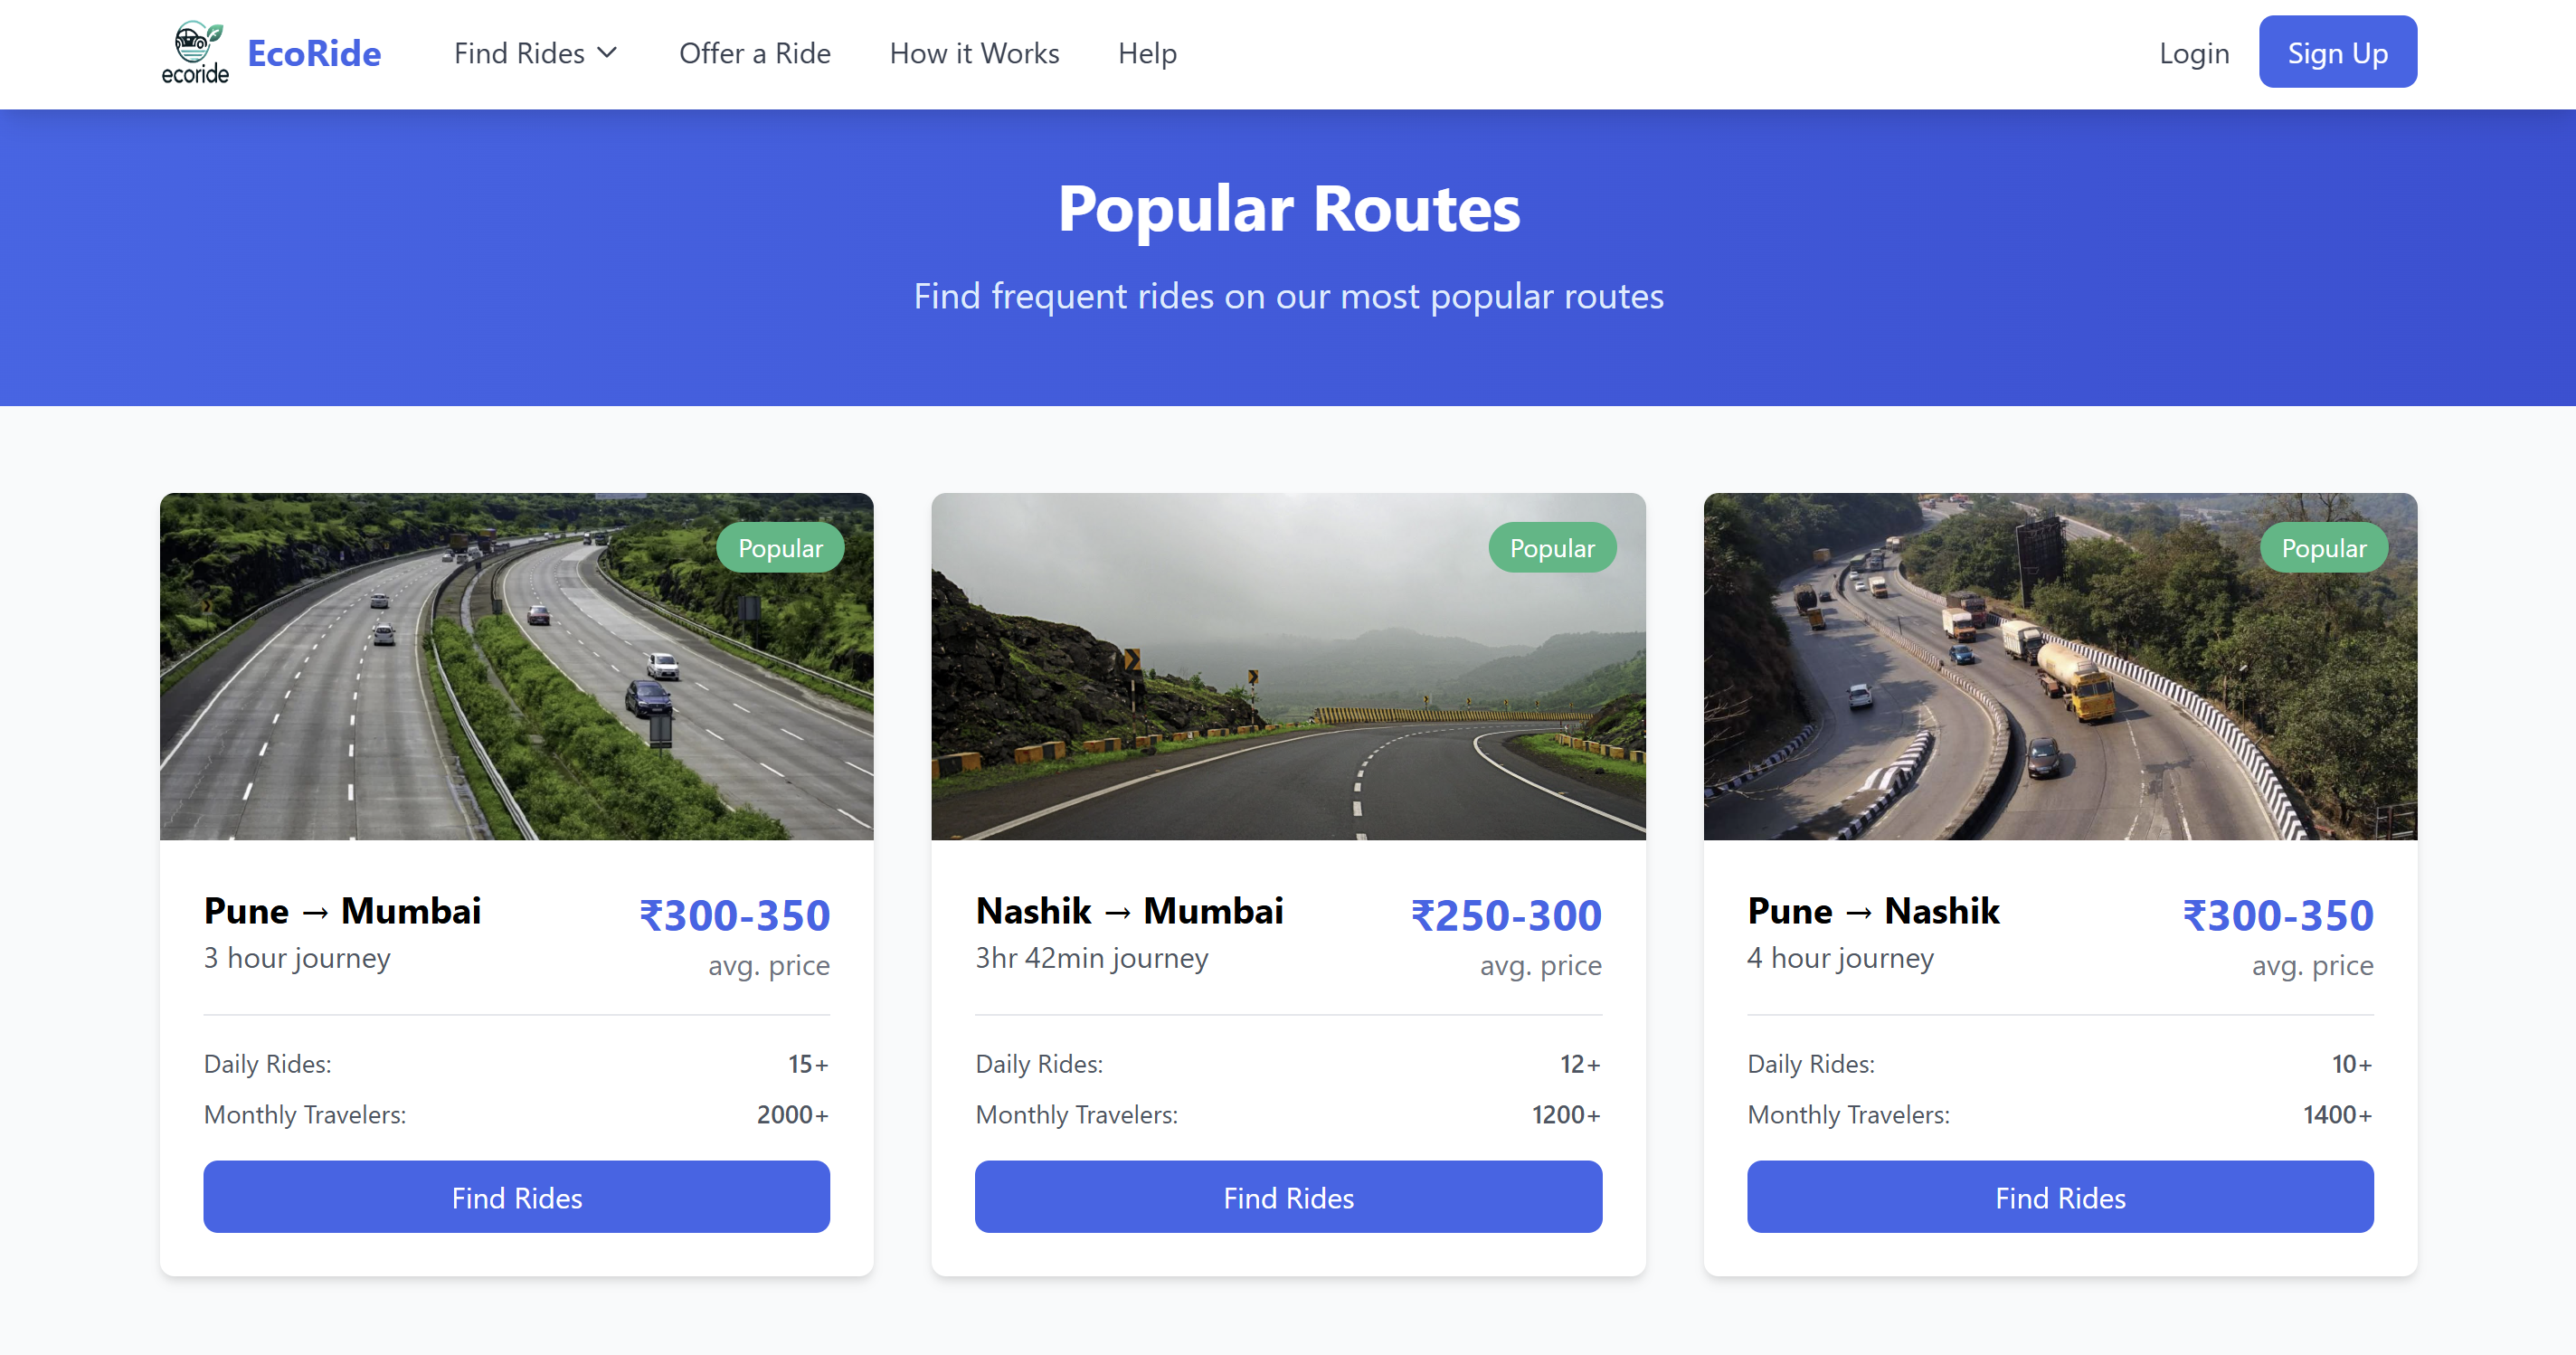 ecoride
EcoRide
Find Rides
Offer a Ride
How it Works
Help
Login
Sign Up
Popular Routes
Find frequent rides on our most popular routes
Popular
Pune → Mumbai
₹300-350
3 hour journey
avg. price
Daily Rides: 15+
Monthly Travelers: 2000+
Find Rides
Popular
Nashik → Mumbai
₹250-300
3hr 42min journey
avg. price
Daily Rides: 12+
Monthly Travelers: 1200+
Find Rides
Popular
Pune → Nashik
₹300-350
4 hour journey
avg. price
Daily Rides: 10+
Monthly Travelers: 1400+
Find Rides